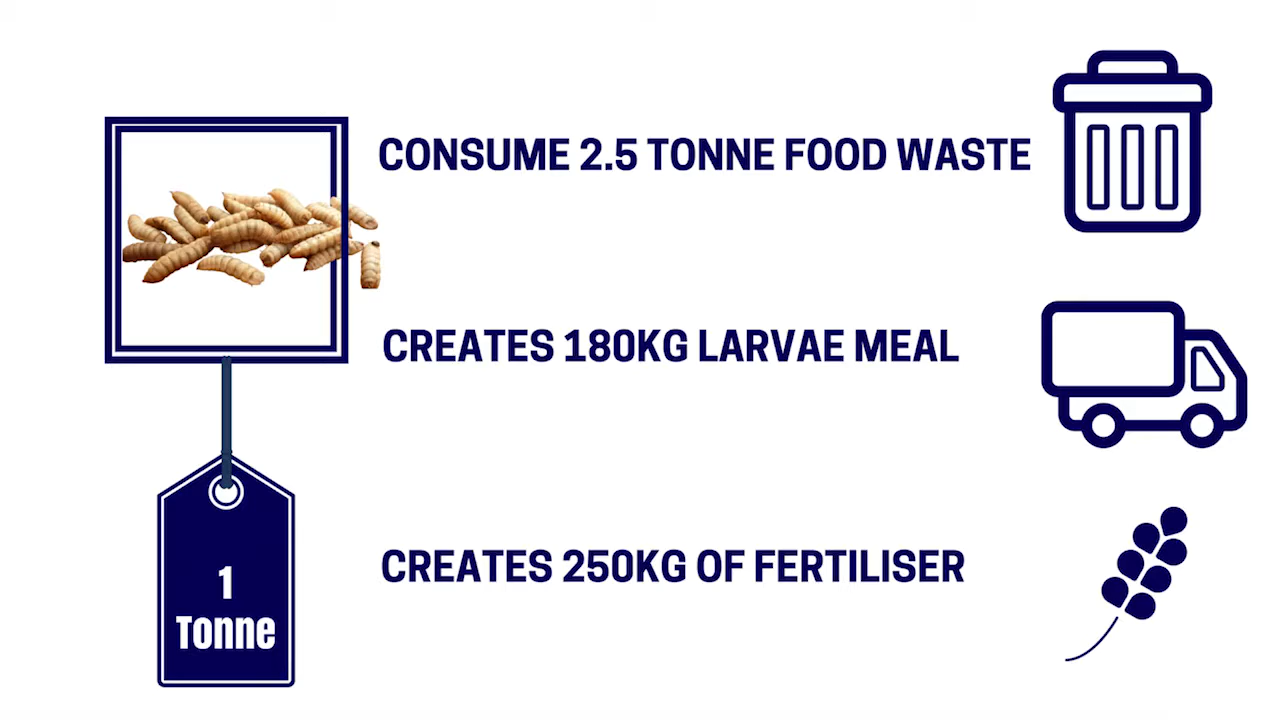 CONSUME 2.5 TONNE FOOD WASTE
CREATES 180KG LARVAE MEAL
CREATES 250KG OF FERTILISER
1
Tonne